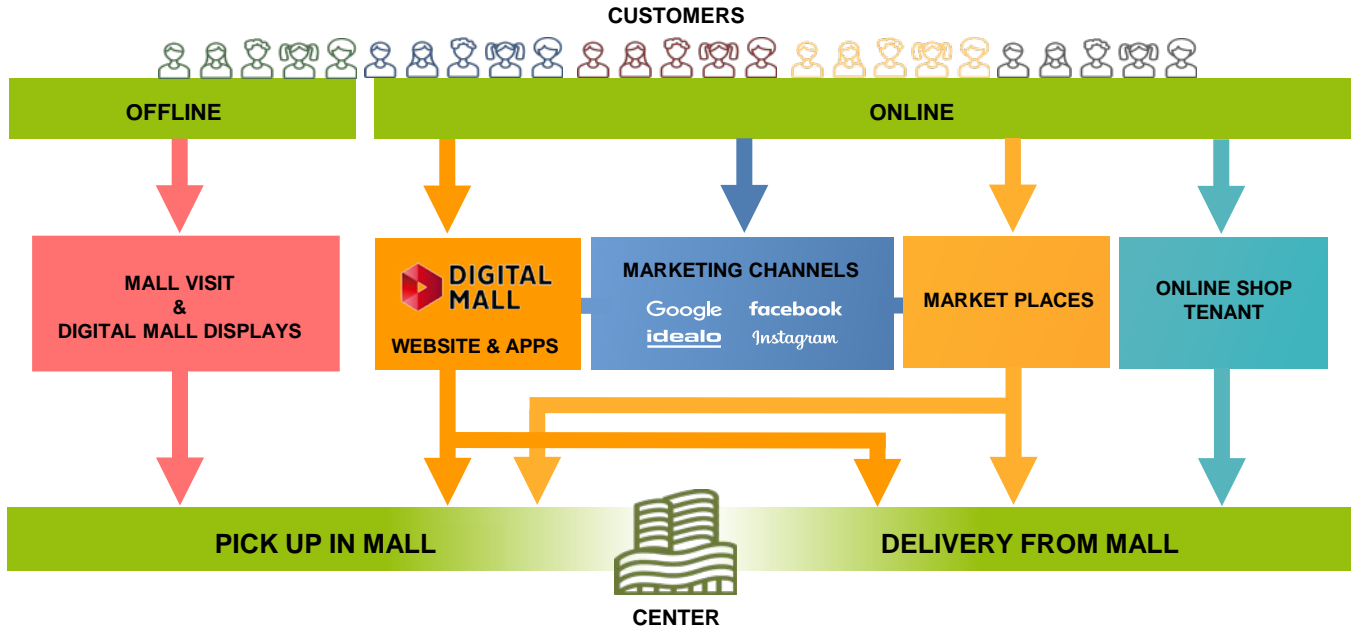 CUSTOMERS
OFFLINE
ONLINE
MALL VISIT
&
DIGITAL MALL DISPLAYS
DIGITAL
MALL
WEBSITE & APPS
MARKETING CHANNELS
Google facebook
idealo Instagram
MARKET PLACES
ONLINE SHOP
TENANT
PICK UP IN MALL
DELIVERY FROM MALL
CENTER